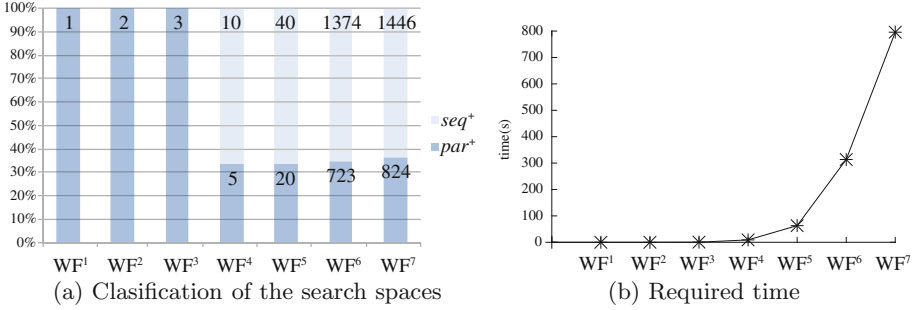 100%
90%
80%
70%
60%
50%
40%
30%
20%
10%
0%
1 2 3 10 40 1374 1446
5 20 723 824
seq⁺
par⁺
WF¹ WF² WF³ WF⁴ WF⁵ WF⁶ WF⁷
(a) Clasification of the search spaces
time(s)
800
600
800
400
300
200
100
0
WF¹ WF² WF³ WF⁴ WF⁵ WF⁶ WF⁷
(b) Required time